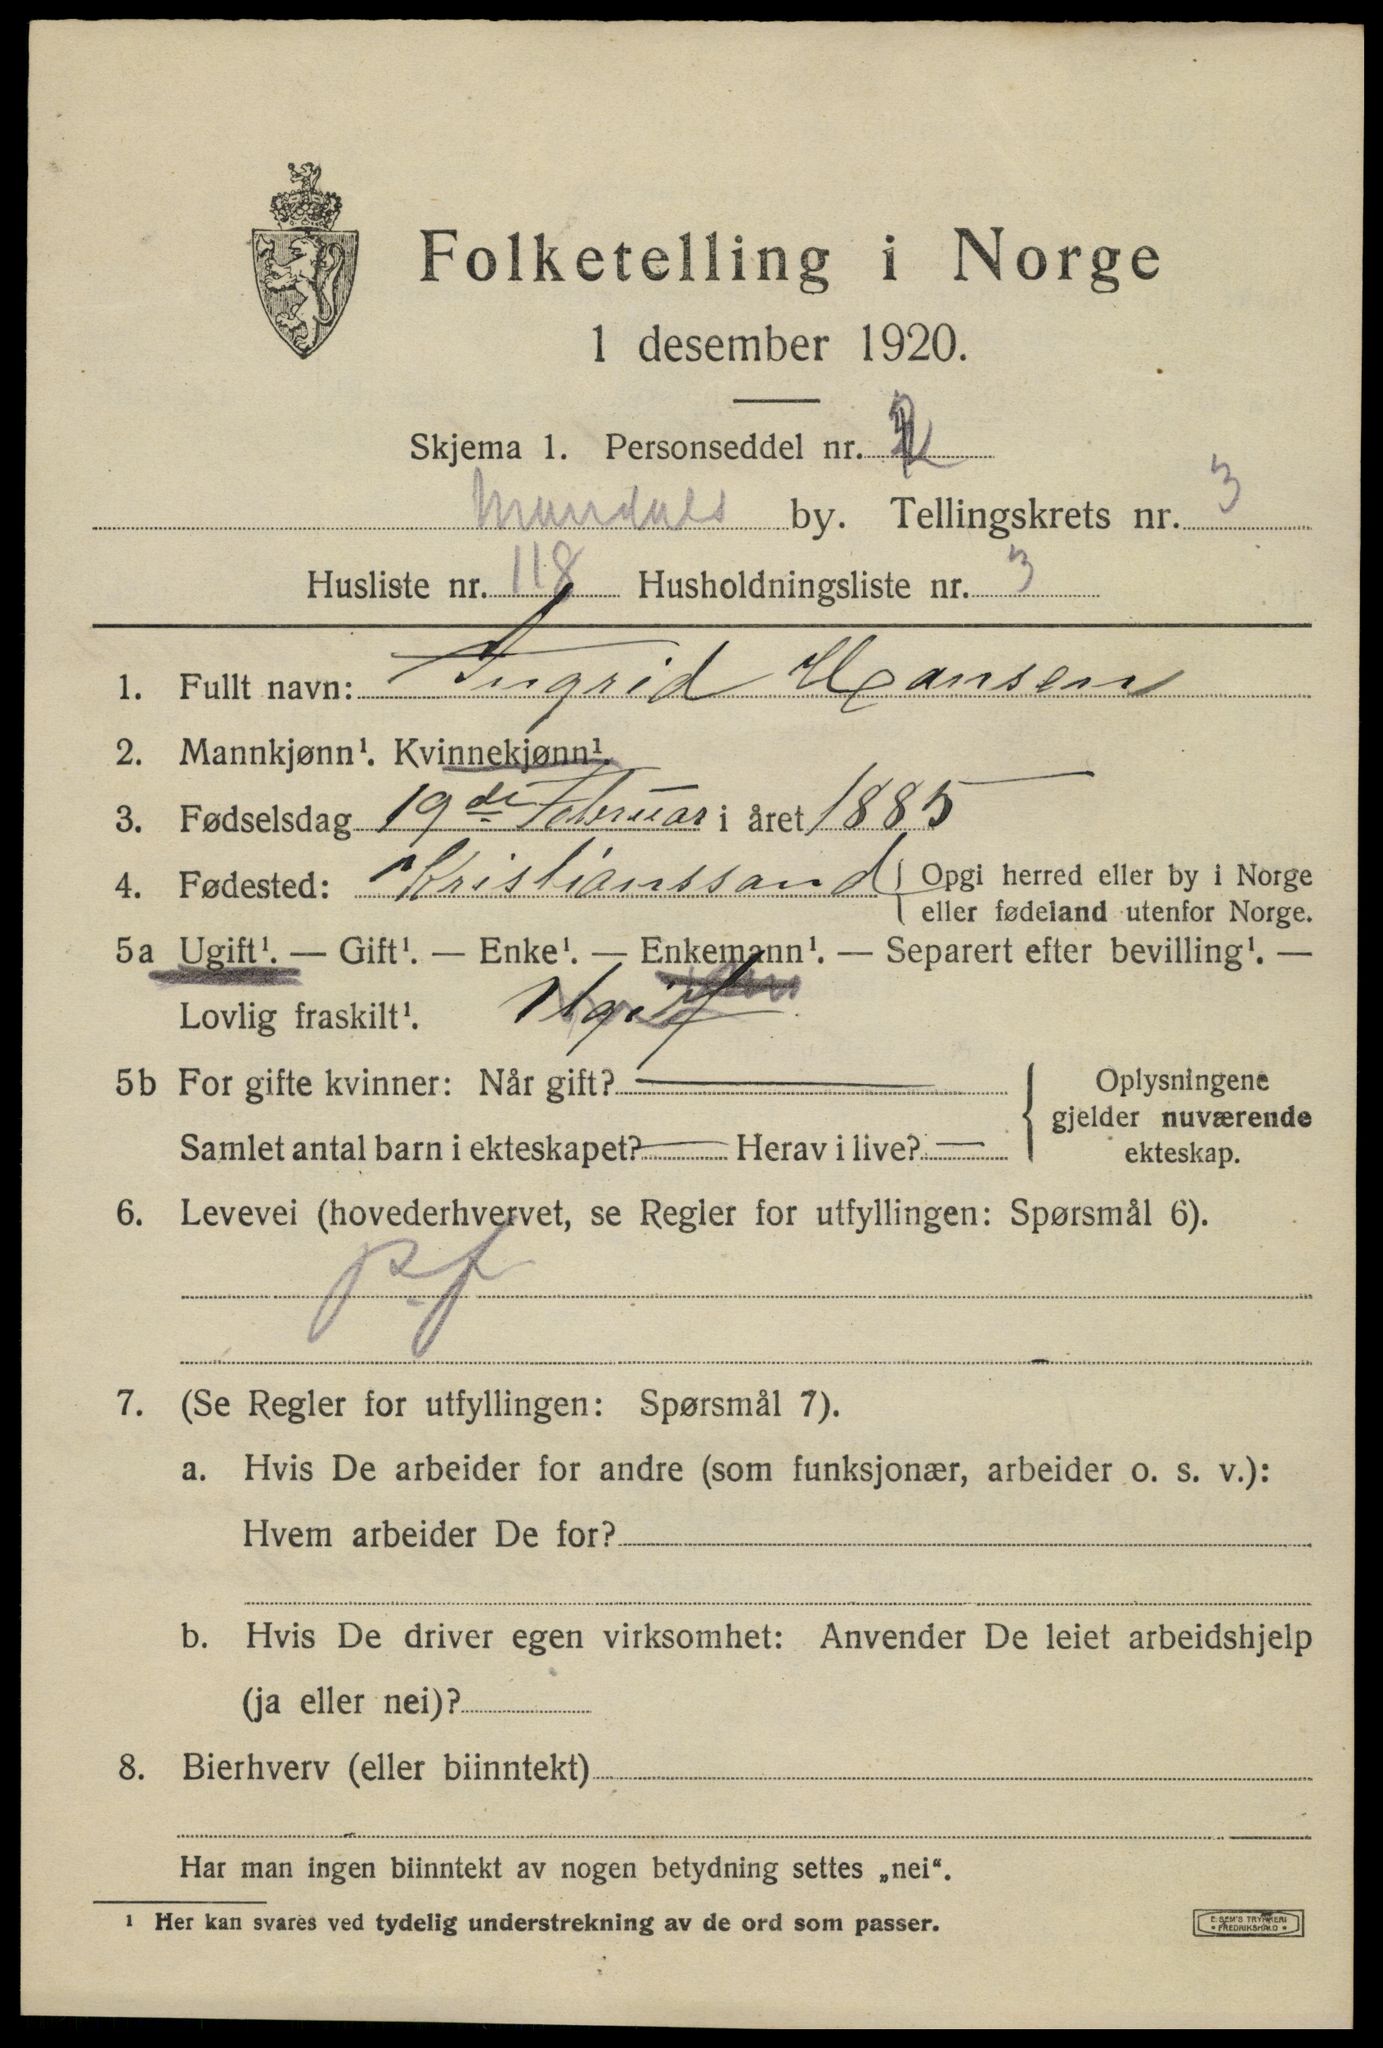 Folketelling i Norge
1 desember 1920.
Skjema 1. Personseddel nr. 2
Mandals by. Tellingskrets nr. 3
Husliste nr. 118 Husholdningsliste nr. 3
1. Fullt navn: Ingrid Hansen
2. Mannkjønn¹. Kvinnekjønn¹.
3. Fødselsdag 19de Februar i året 1885
4. Fødested: Kristianssand { Opgi herred eller by i Norge
eller fødeland utenfor Norge.
5a Ugift¹. — Gift¹. — Enke¹. — Enkemann¹. — Separert efter bevilling¹. —
Lovlig fraskilt¹. Ugift
5b For gifte kvinner: Når gift? — { Oplysningene
gjelder nuværende
Samlet antal barn i ekteskapet? — Herav i live? — ekteskap.
6. Levevei (hovederhvervet, se Regler for utfyllingen: Spørsmål 6).
p.f
7. (Se Regler for utfyllingen: Spørsmål 7).
a. Hvis De arbeider for andre (som funksjonær, arbeider o. s. v.):
Hvem arbeider De for?
b. Hvis De driver egen virksomhet: Anvender De leiet arbeidshjelp
(ja eller nei)?
8. Bierhverv (eller biinntekt)
Har man ingen biinntekt av nogen betydning settes „nei“.
¹ Her kan svares ved tydelig understrekning av de ord som passer.
E. SEM'S TRYKKERI
* FREDRIKSHALD *